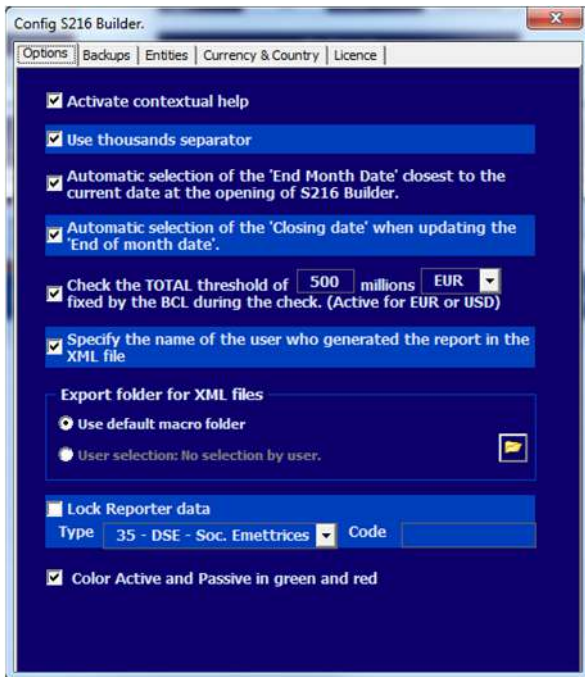 Config S216 Builder.
Options
Backups
Entities
Currency & Country
Licence
Activate contextual help
Use thousands separator
Automatic selection of the 'End Month Date' closest to the
current date at the opening of S216 Builder.
Automatic selection of the 'Closing date' when updating the
'End of month date'.
Check the TOTAL threshold of 500 millions EUR
fixed by the BCL during the check. (Active for EUR or USD)
Specify the name of the user who generated the report in the
XML file
Export folder for XML files
Use default macro folder
User selection: No selection by user.
Lock Reporter data
Type 35 - DSE - Soc. Emettrices Code
Color Active and Passive in green and red